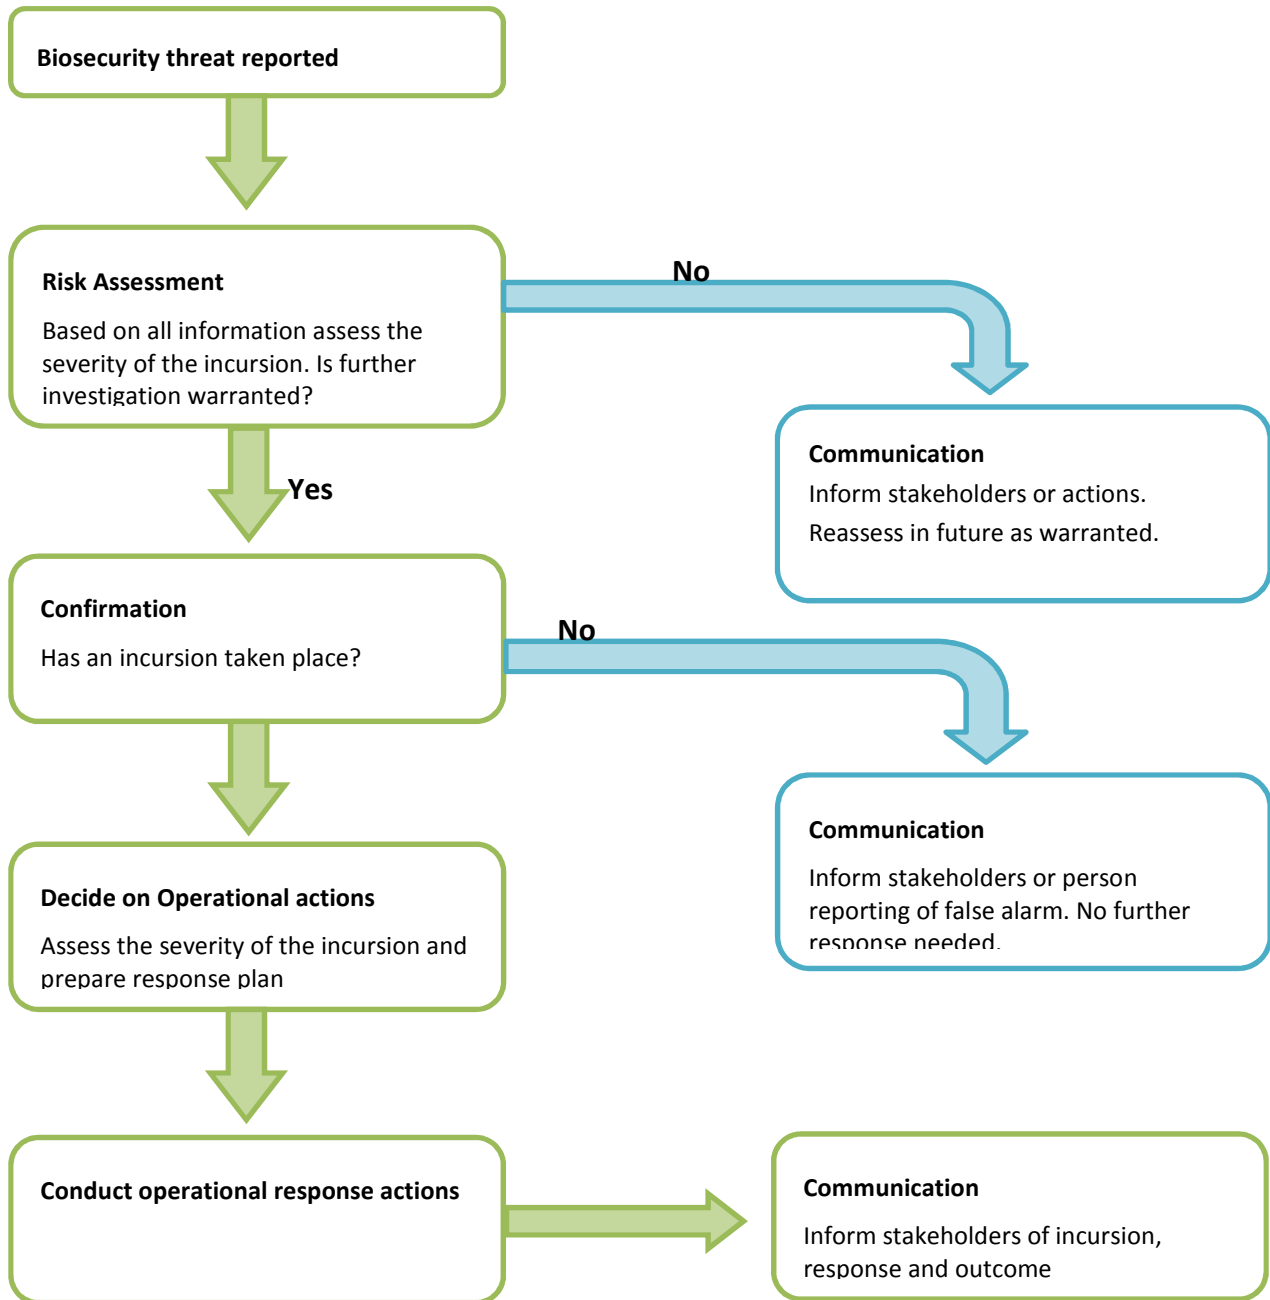 Biosecurity threat reported
Risk Assessment
Based on all information assess the
severity of the incursion. Is further
investigation warranted?
No
Communication
Inform stakeholders or actions.
Reassess in future as warranted.
Yes
Confirmation
Has an incursion taken place?
No
Communication
Inform stakeholders or person
reporting of false alarm. No further
response needed.
Decide on Operational actions
Assess the severity of the incursion and
prepare response plan
Conduct operational response actions
Communication
Inform stakeholders of incursion,
response and outcome